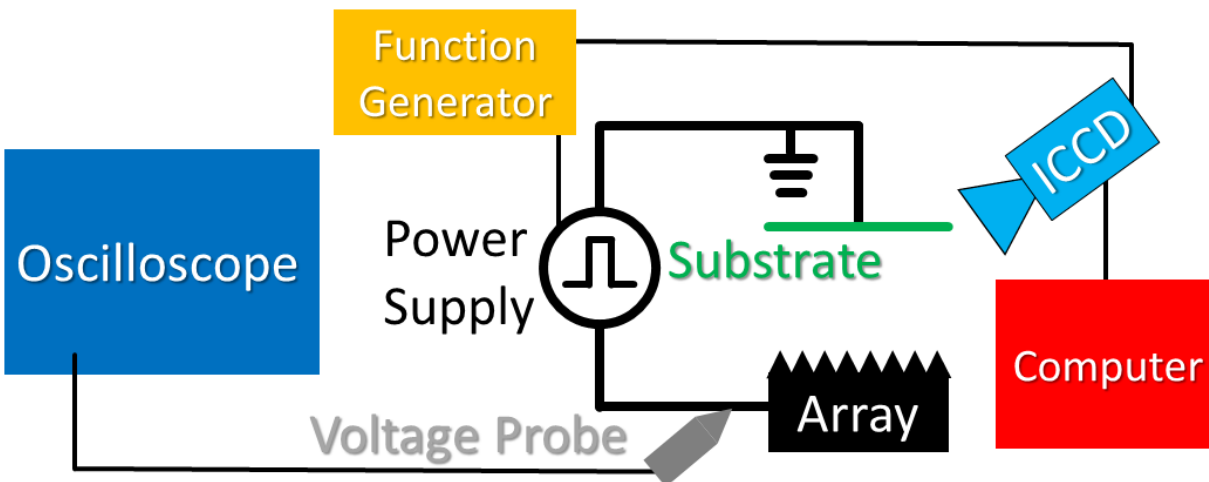 Function
Generator
Oscilloscope
Power
Supply
Substrate
ICCD
Computer
Array
Voltage Probe